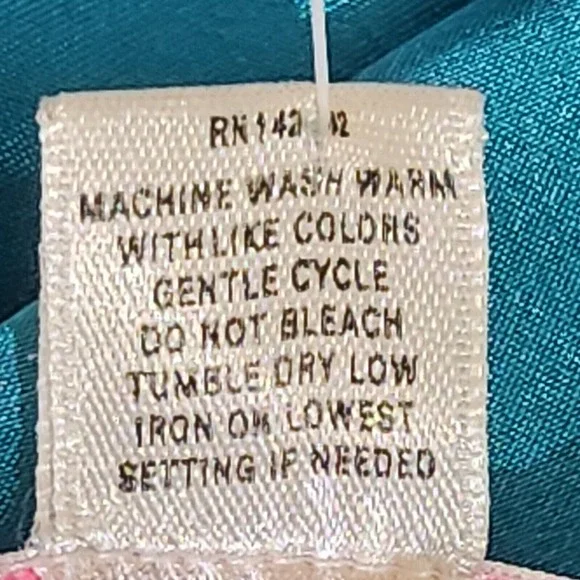 RN
MACHINE WASH WARM
WITH LIKE COLORS
GENTLE CYCLE
DO NOT BLEACH
TUMBLE DRY LOW
IRON ON LOWEST
SETTING IF NEEDED